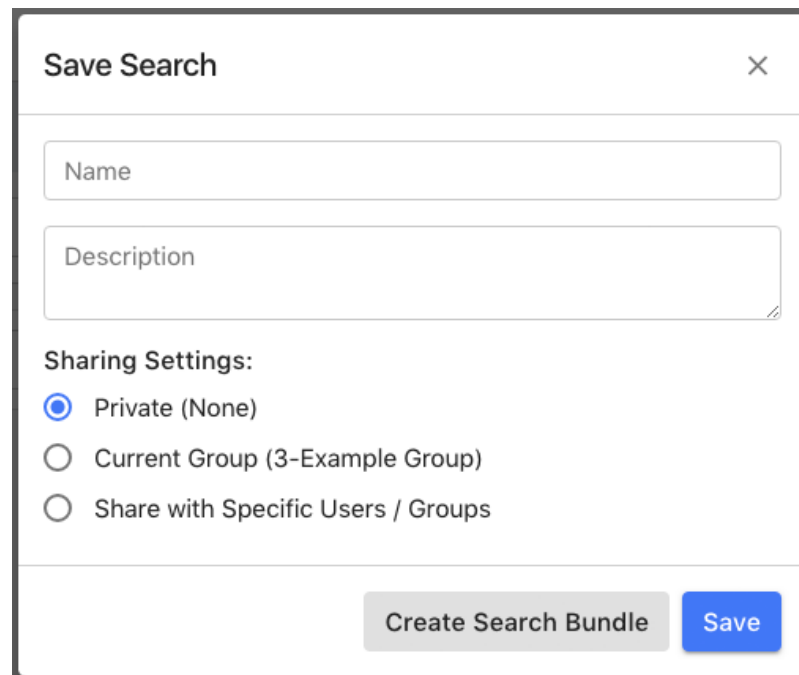 Save Search
Name
Description
Sharing Settings:
Private (None)
Current Group (3-Example Group)
Share with Specific Users / Groups
Create Search Bundle
Save